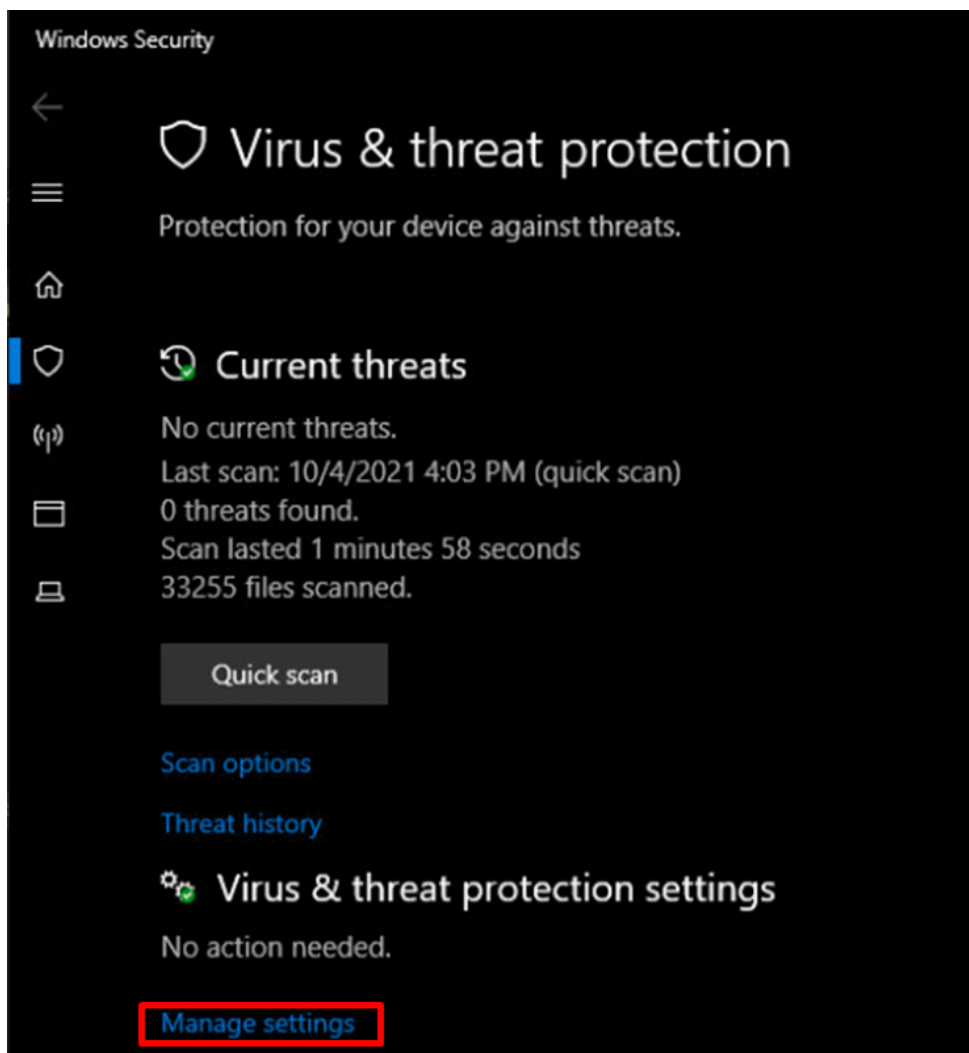 Windows Security
Virus & threat protection
Protection for your device against threats.
Current threats
No current threats.
Last scan: 10/4/2021 4:03 PM (quick scan)
0 threats found.
Scan lasted 1 minutes 58 seconds
33255 files scanned.
Quick scan
Scan options
Threat history
Virus & threat protection settings
No action needed.
Manage settings